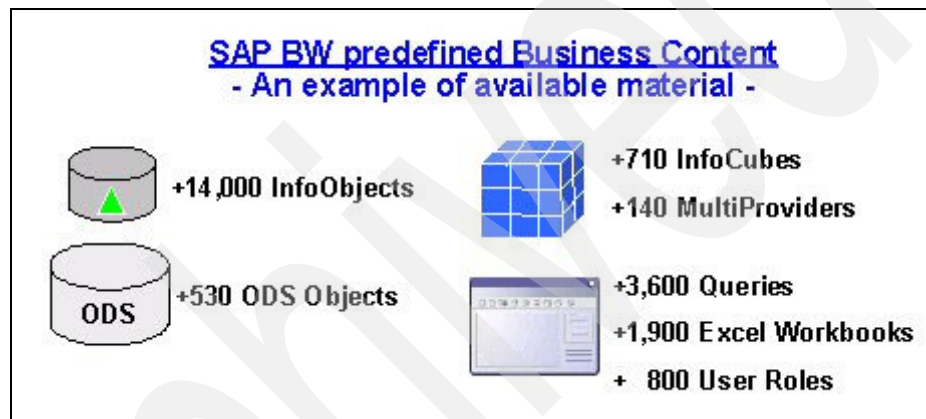 SAP BW predefined Business Content
- An example of available material -
+14,000 InfoObjects
ODS
+530 ODS Objects
+710 InfoCubes
+140 MultiProviders
+3,600 Queries
+1,900 Excel Workbooks
+ 800 User Roles